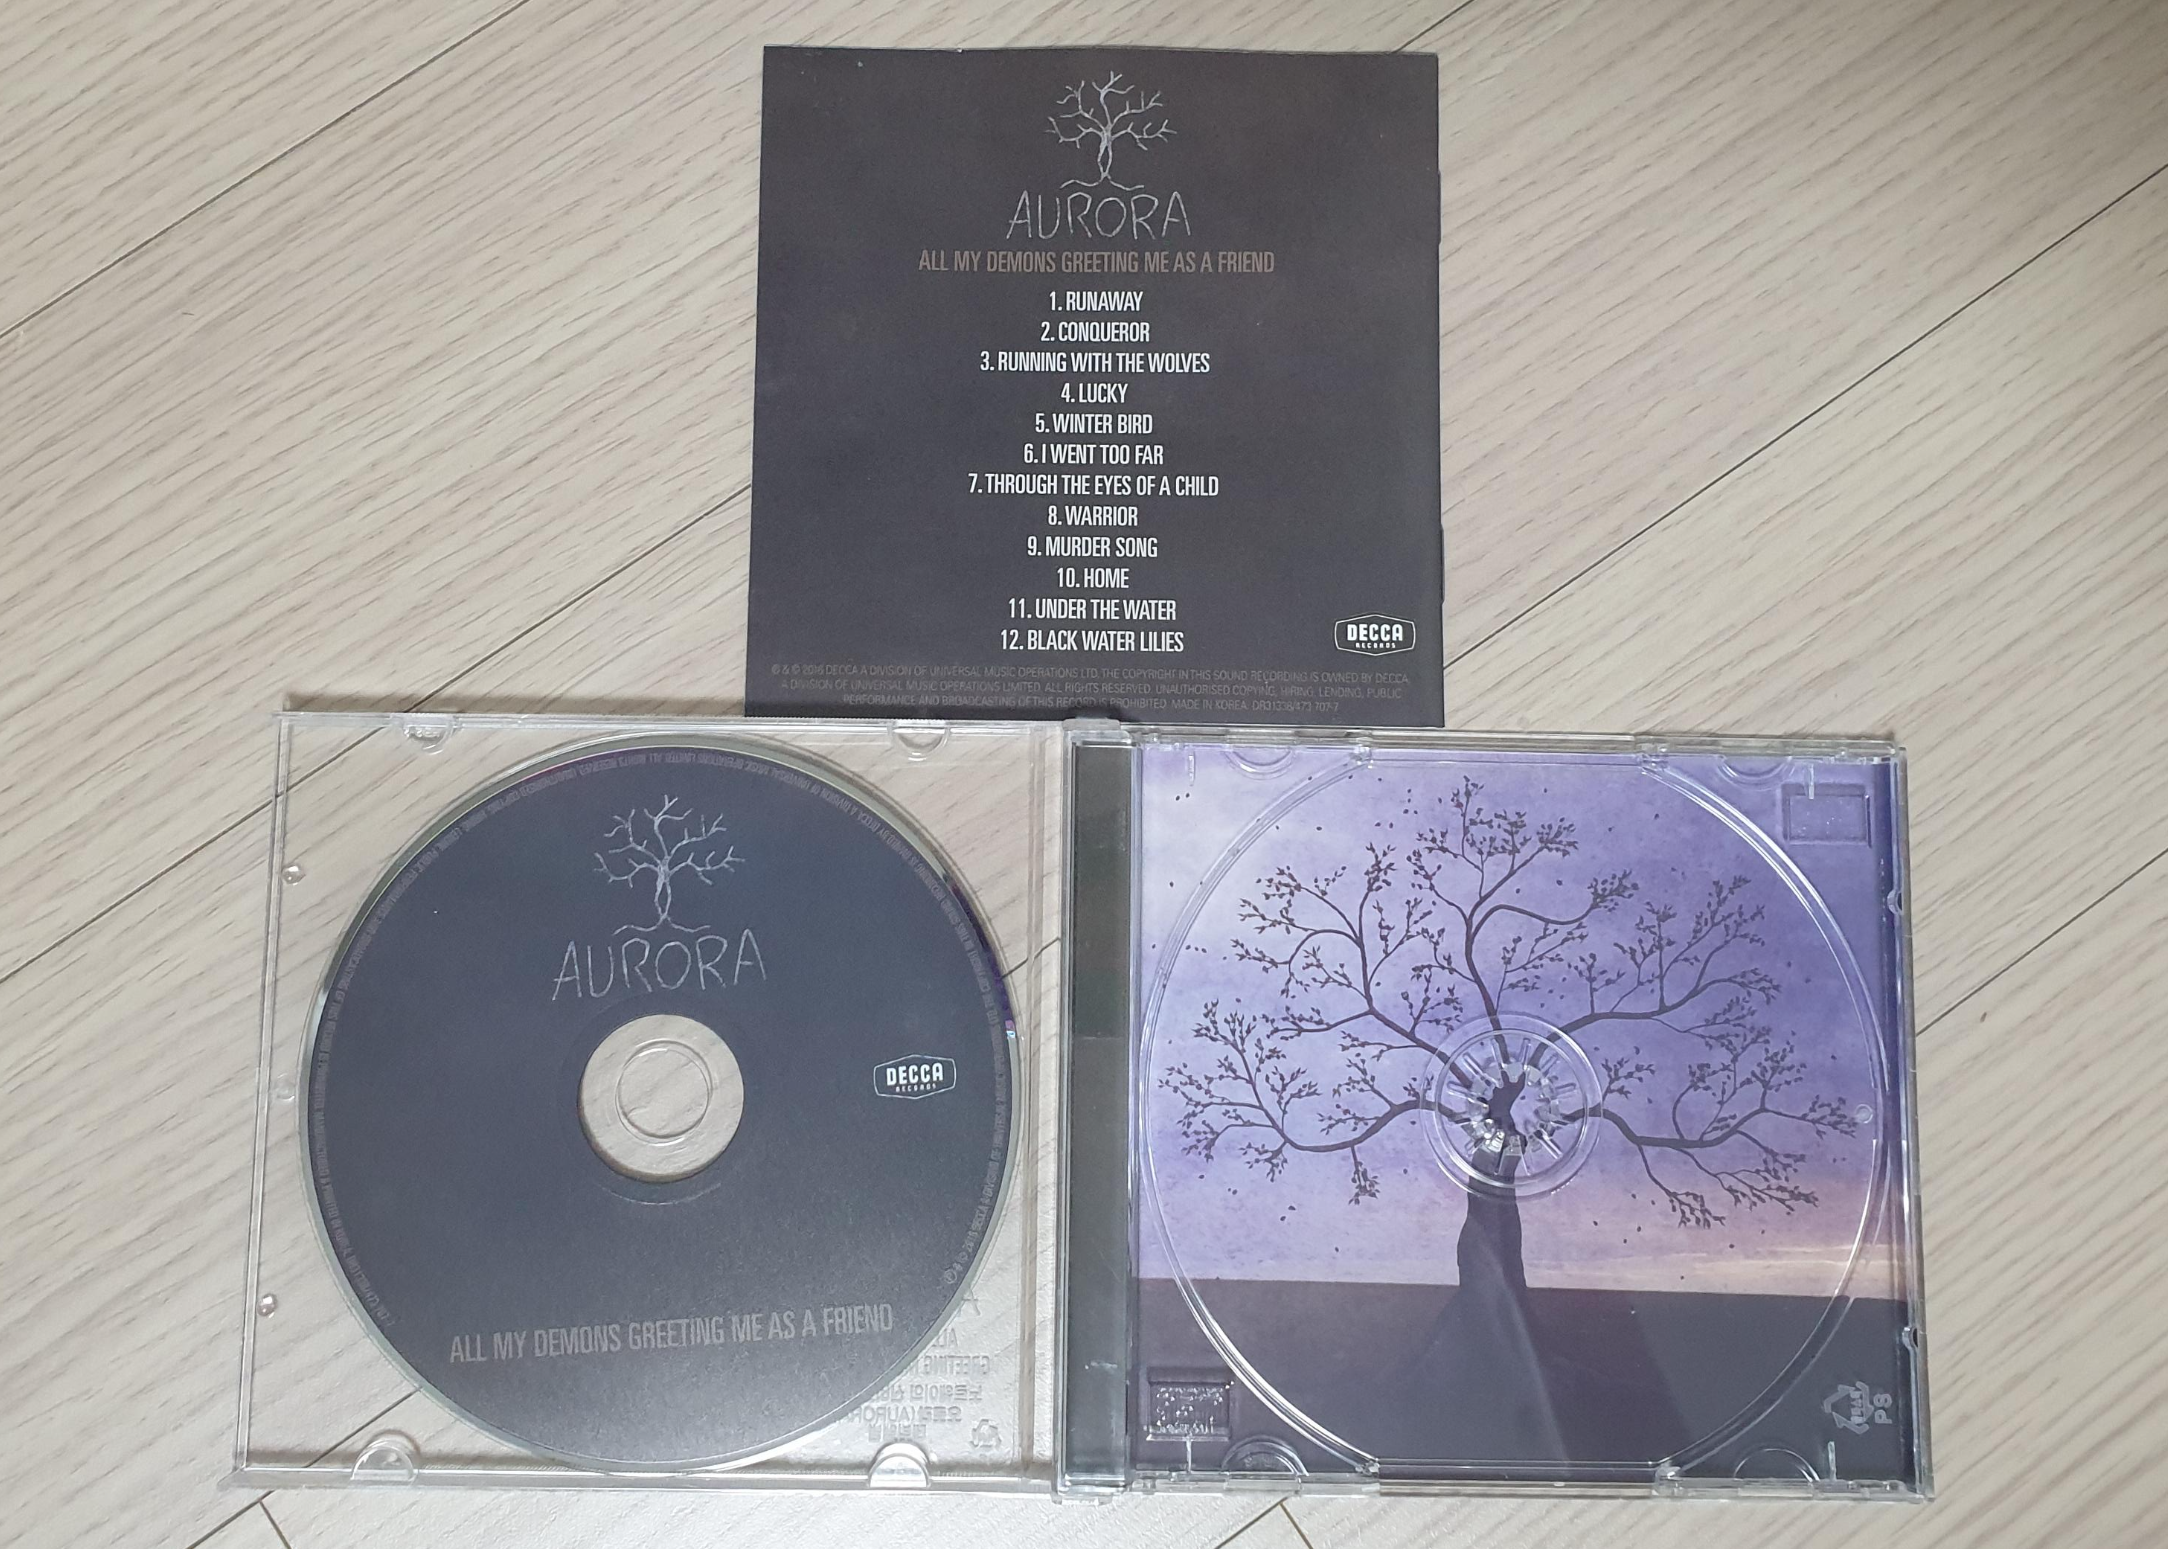 AURORA
ALL MY DEMONS GREETING ME AS A FRIEND
1. RUNAWAY
2. CONQUEROR
3. RUNNING WITH THE WOLVES
4. LUCKY
5. WINTER BIRD
6. I WENT TOO FAR
7. THROUGH THE EYES OF A CHILD
8. WARRIOR
9. MURDER SONG
10. HOME
11. UNDER THE WATER
12. BLACK WATER LILIES
DECCA
RECORDS
℗ & © 2016 DECCA A DIVISION OF UNIVERSAL MUSIC OPERATIONS LTD. THE COPYRIGHT IN THIS SOUND RECORDING IS OWNED BY DECCA,
A DIVISION OF UNIVERSAL MUSIC OPERATIONS LIMITED. ALL RIGHTS RESERVED. UNAUTHORISED COPYING, HIRING, LENDING, PUBLIC
PERFORMANCE AND BROADCASTING OF THIS RECORD IS PROHIBITED. MADE IN KOREA. DR31338/473 707-7
AURORA
DECCA
RECORDS
ALL MY DEMONS GREETING ME AS A FRIEND
PS